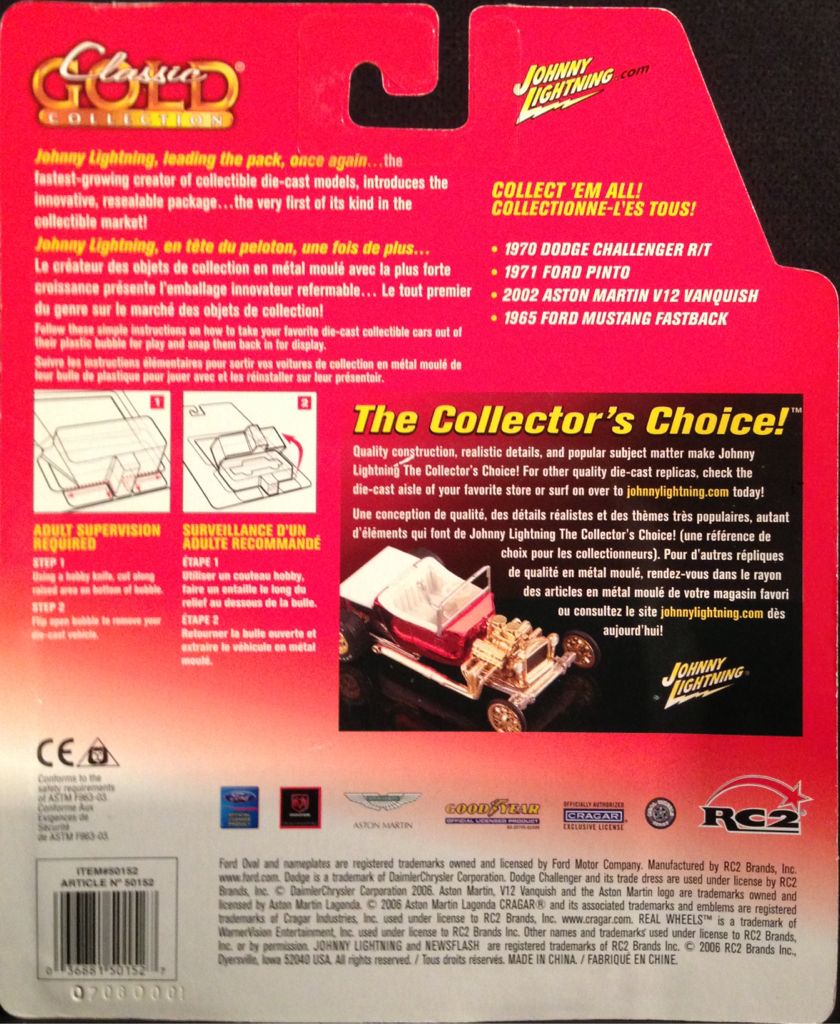 Classic
GOLD®
COLLECTION
JOHNNY
LIGHTNING.com
Johnny Lightning, leading the pack, once again...the
fastest-growing creator of collectible die-cast models, introduces the
innovative, resealable package...the very first of its kind in the
collectible market!
Johnny Lightning, en tête du peloton, une fois de plus...
Le créateur des objets de collection en métal moulé avec la plus forte
croissance présente l'emballage innovateur refermable... Le tout premier
du genre sur le marché des objets de collection!
Follow these simple instructions on how to take your favorite die-cast collectible cars out of
their plastic bubble for play and snap them back in for display.
Suivre les instructions élémentaires pour sortir vos voitures de collection en métal moulé de
leur bulle de plastique pour jouer avec et les réinstaller sur leur présentoir.
COLLECT 'EM ALL!
COLLECTIONNE-L'ES TOUS!
• 1970 DODGE CHALLENGER R/T
• 1971 FORD PINTO
• 2002 ASTON MARTIN V12 VANQUISH
• 1965 FORD MUSTANG FASTBACK
1
2
ADULT SUPERVISION
REQUIRED
STEP 1
Using a hobby knife, cut along
raised area on bottom of bubble.
STEP 2
Flip open bubble to remove your
die-cast vehicle.
SURVEILLANCE D'UN
ADULTE RECOMMANDÉ
ÉTAPE 1
Utiliser un couteau hobby,
faire un entaille le long du
relief au dessous de la bulle.
ÉTAPE 2
Retourner la bulle ouverte et
extraire le véhicule en métal
moulé.
The Collector's Choice!™
Quality construction, realistic details, and popular subject matter make Johnny
Lightning The Collector's Choice! For other quality die-cast replicas, check the
die-cast aisle of your favorite store or surf on over to johnnylightning.com today!
Une conception de qualité, des détails réalistes et des thèmes très populaires, autant
d'éléments qui font de Johnny Lightning The Collector's Choice! (une référence de
choix pour les collectionneurs). Pour d'autres répliques
de qualité en métal moulé, rendez-vous dans le rayon
des articles en métal moulé de votre magasin favori
ou consultez le site johnnylightning.com dès
aujourd'hui!
JOHNNY
LIGHTNING
CE
Conforms to the
safety requirements
of ASTM F963-03.
Conforme Aux
Exigences de
Sécurité
de ASTM F963-03.
Ford
ASTON MARTIN
GOODYEAR
OFFICIAL LICENSED PRODUCT
OFFICIALLY AUTHORIZED
CRAGAR
EXCLUSIVE LICENSE
RC2
ITEM#50152
ARTICLE N° 50152
0 36881 50152 7
Ford Oval and nameplates are registered trademarks owned and licensed by Ford Motor Company. Manufactured by RC2 Brands, Inc.
www.ford.com. Dodge is a trademark of DaimlerChrysler Corporation. Dodge Challenger and its trade dress are used under license by RC2
Brands, Inc. © DaimlerChrysler Corporation 2006. Aston Martin, V12 Vanquish and the Aston Martin logo are trademarks owned and
licensed by Aston Martin Lagonda. © 2006 Aston Martin Lagonda CRAGAR® and its associated trademarks and emblems are registered
trademarks of Cragar Industries, Inc. used under license to RC2 Brands, Inc. www.cragar.com. REAL WHEELS™ is a trademark of
WarnerVision Entertainment, Inc. used under license to RC2 Brands Inc. Other names and trademarks used under license to RC2 Brands,
Inc. or by permission. JOHNNY LIGHTNING and NEWSFLASH are registered trademarks of RC2 Brands Inc. © 2006 RC2 Brands Inc.,
Dyersville, Iowa 52040 USA. All rights reserved. / Tous droits réservés. MADE IN CHINA. / FABRIQUÉ EN CHINE.